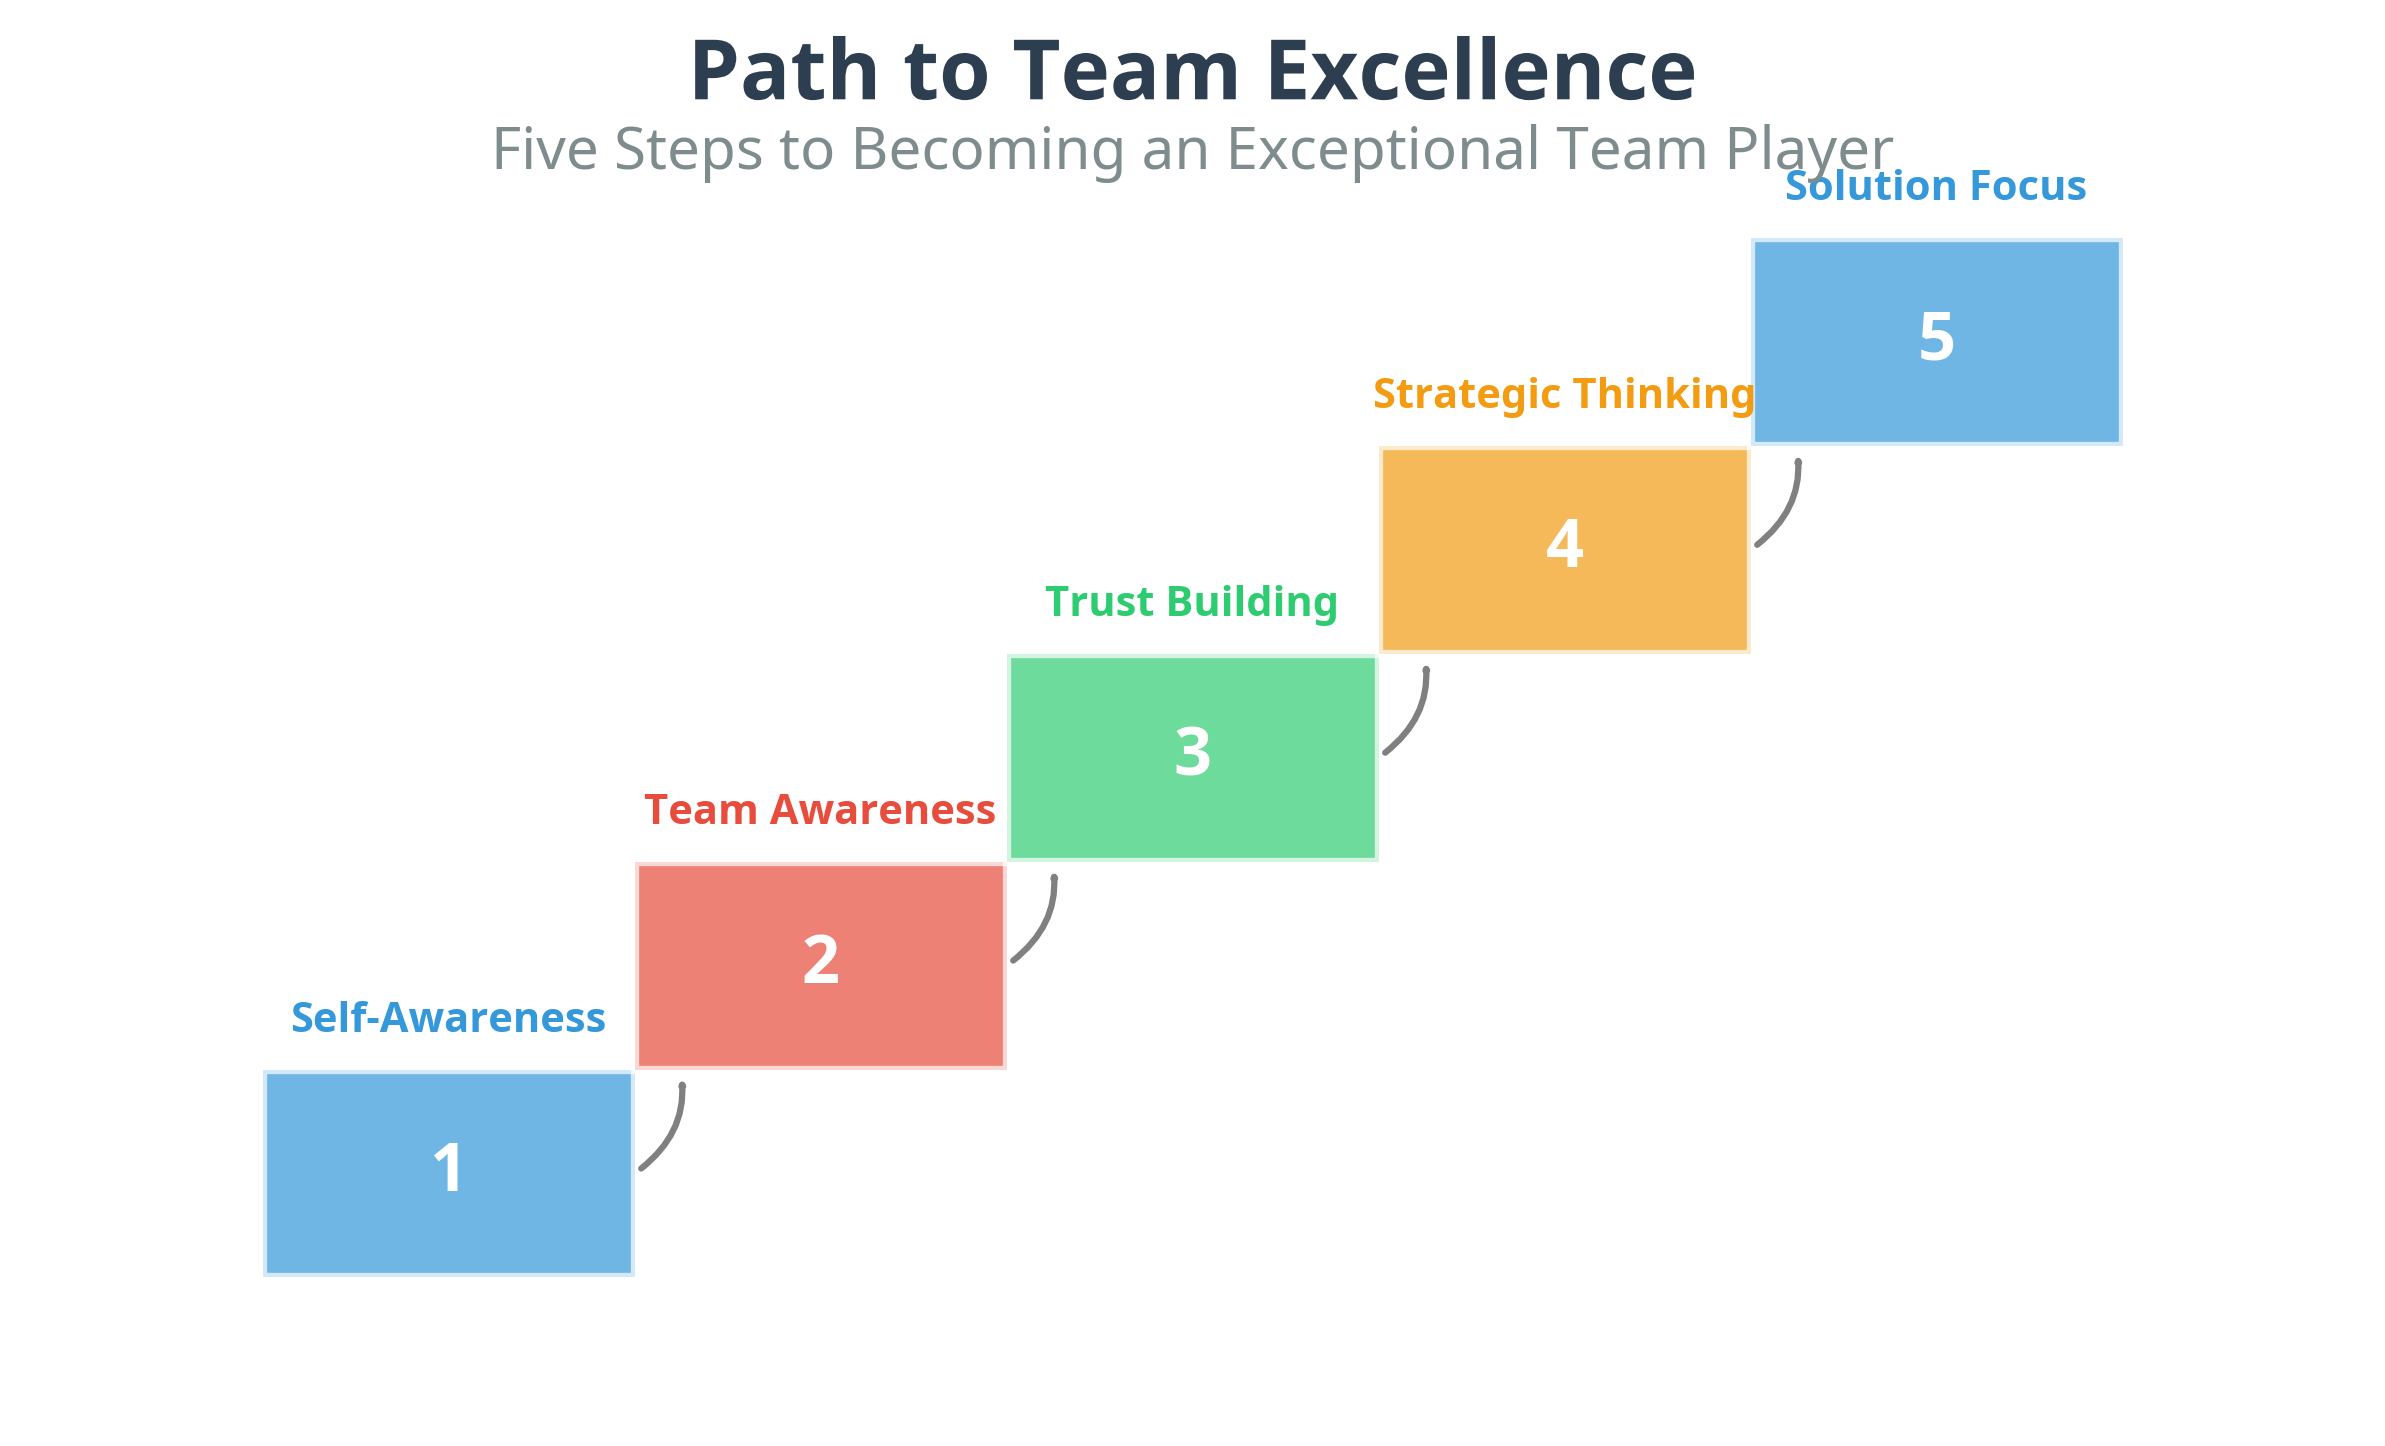 Path to Team Excellence
Five Steps to Becoming an Exceptional Team Player
Solution Focus
5
Strategic Thinking
4
Trust Building
3
Team Awareness
2
Self-Awareness
1